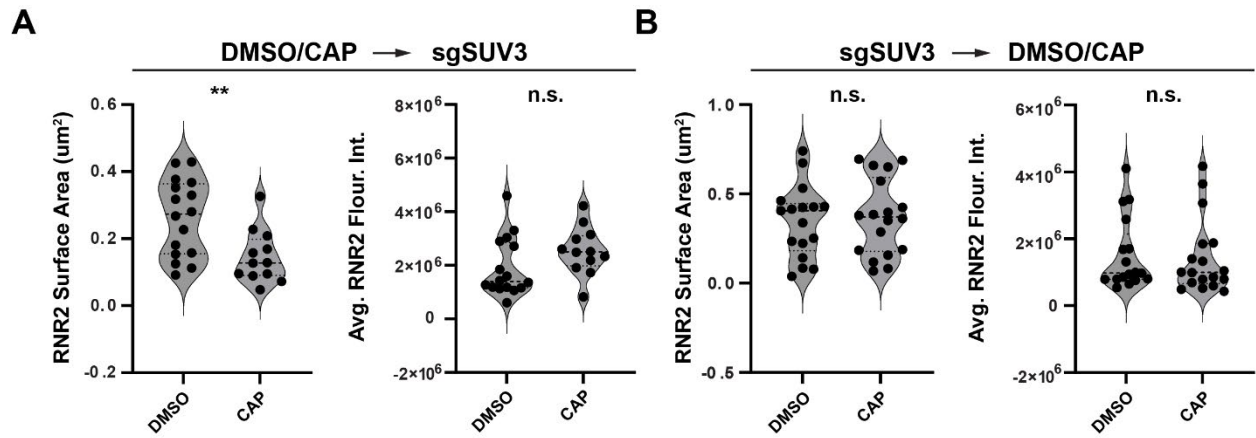 A
DMSO/CAP → sgSUV3
**
RNR2 Surface Area (um²)
0.6
0.4
0.2
0.0
-0.2
DMSO
CAP
n.s.
Avg. RNR2 Flour. Int.
8×10⁶
6×10⁶
4×10⁶
2×10⁶
0
-2×10⁶
DMSO
CAP
B
sgSUV3 → DMSO/CAP
n.s.
RNR2 Surface Area (um²)
1.0
0.5
0.0
-0.5
DMSO
CAP
n.s.
Avg. RNR2 Flour. Int.
6×10⁶
4×10⁶
2×10⁶
0
-2×10⁶
DMSO
CAP